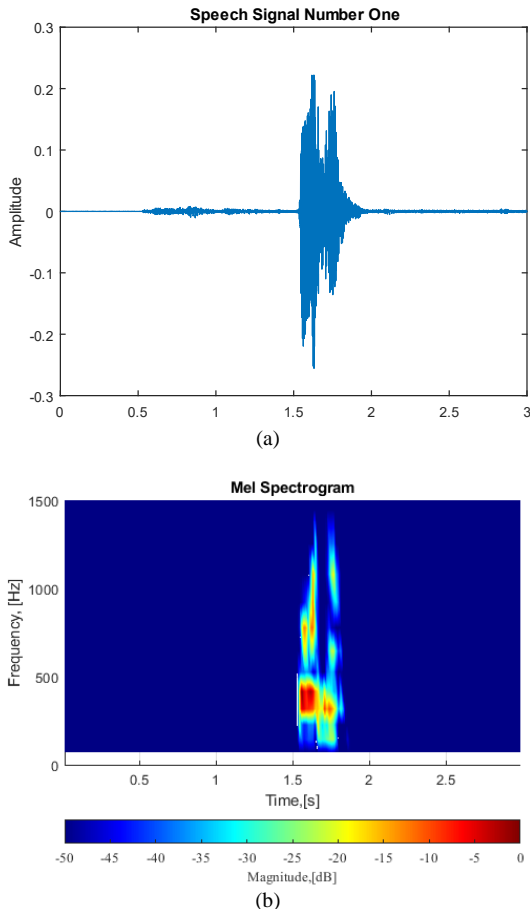 Speech Signal Number One
0.3
0.2
0.1
0
-0.1
-0.2
-0.3
Amplitude
0 0.5 1 1.5 2 2.5 3
(a)
Mel Spectrogram
1500
1000
500
0
Frequency, [Hz]
0.5 1 1.5 2 2.5
Time,[s]
-50 -45 -40 -35 -30 -25 -20 -15 -10 -5 0
Magnitude,[dB]
(b)